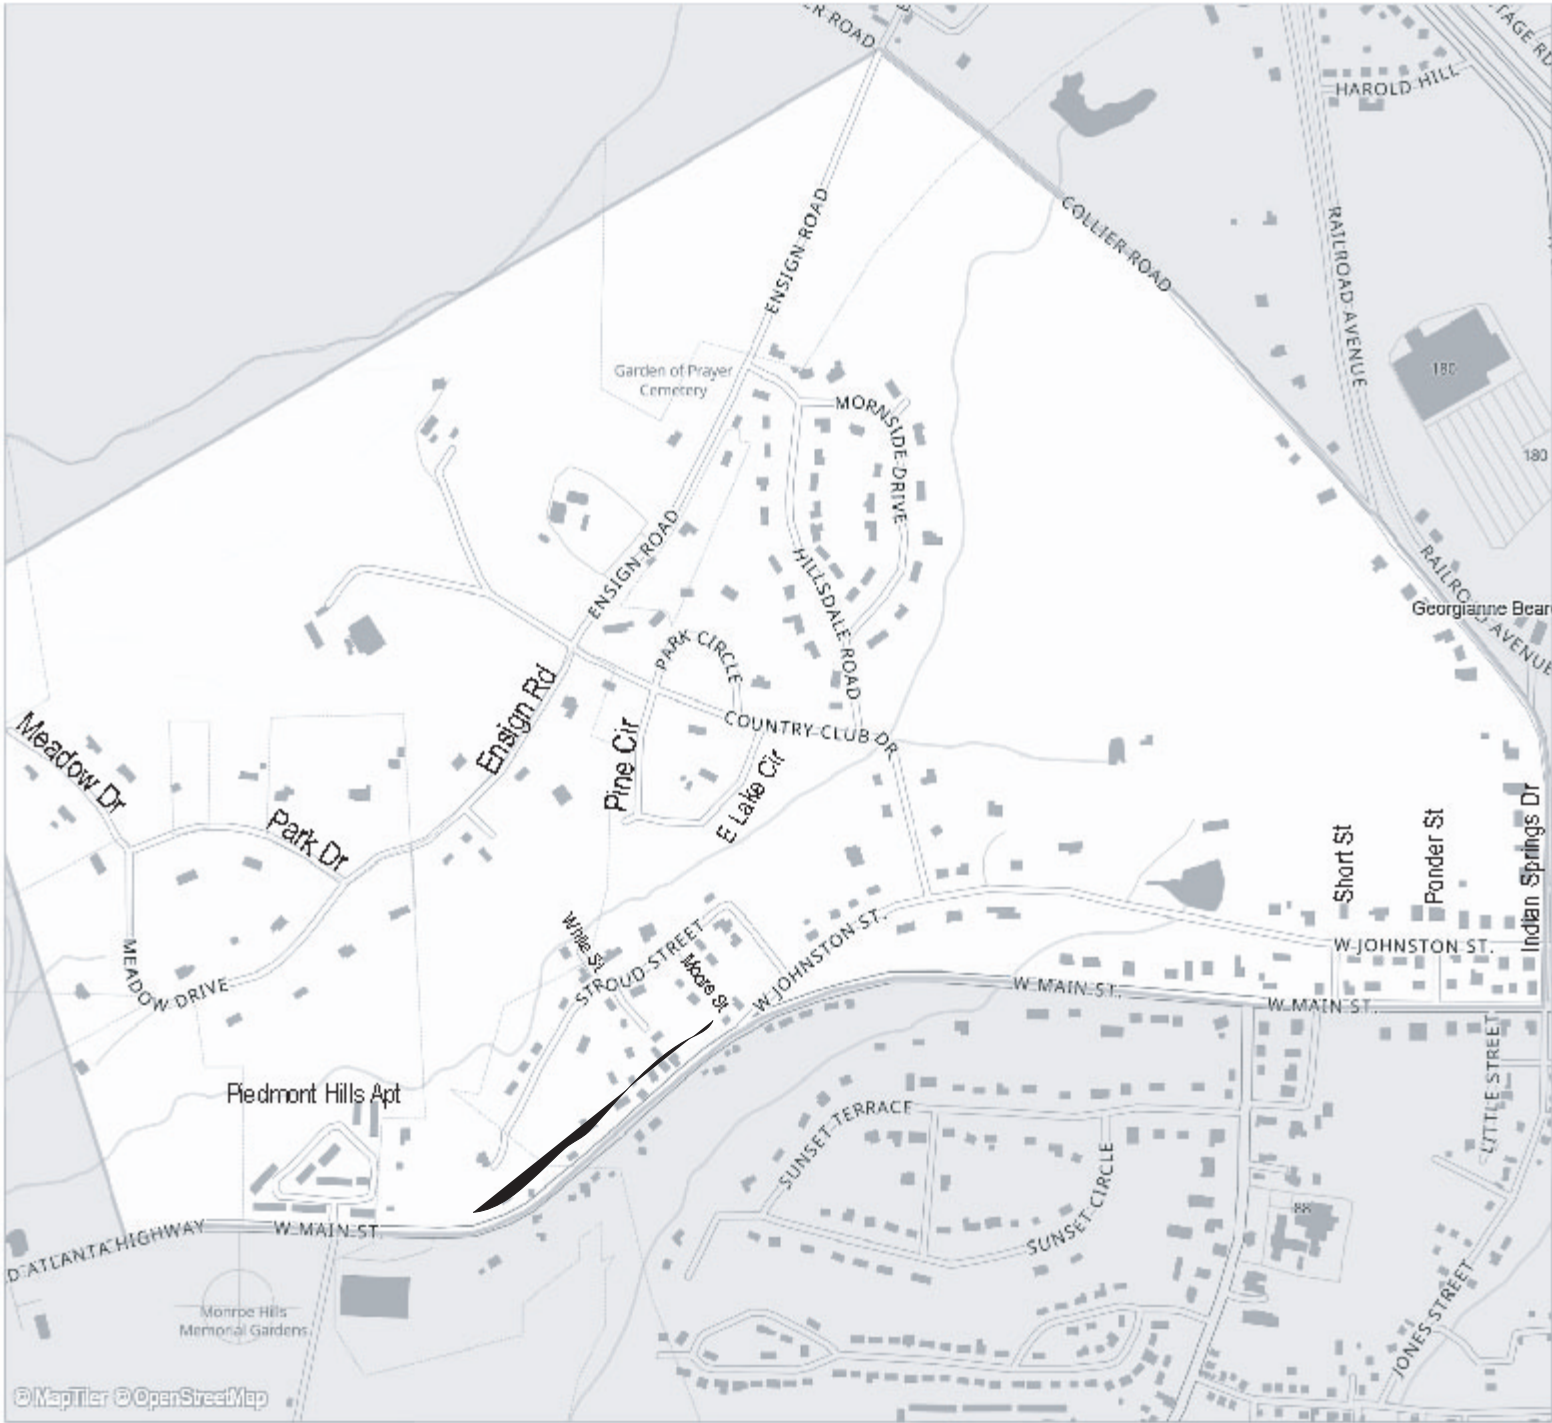 ER ROAD
TAGE RD
HAROLD HILL
ENSIGN ROAD
COLLIER ROAD
RAILROAD AVENUE
180
Garden of Prayer
Cemetery
MORNSIDE DRIVE
180
ENSIGN ROAD
HILLSDALE ROAD
RAILROAD AVENUE
Georgianne Bear
PARK CIRCLE
Ensign Rd
Meadow Dr
Pine Cir
COUNTRY CLUB DR
E Lake Cir
Park Dr
Short St
Ponder St
Indian Springs Dr
White St
STROUD STREET
Moore St
W JOHNSTON ST.
W JOHNSTON ST.
MEADOW DRIVE
W MAIN ST.
W MAIN ST.
LITTLE STREET
Piedmont Hills Apt
SUNSET TERRACE
SUNSET CIRCLE
88
D ATLANTA HIGHWAY
W MAIN ST.
Monroe Hills
Memorial Gardens
JONES STREET
© MapTiler © OpenStreetMap